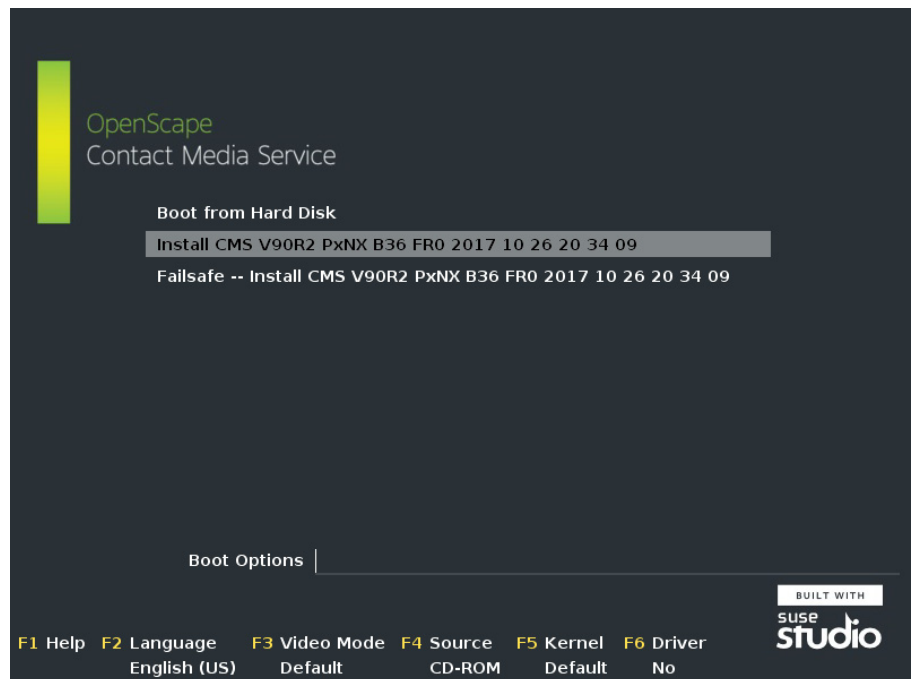 OpenScape
Contact Media Service
Boot from Hard Disk
Install CMS V90R2 PxNX B36 FR0 2017 10 26 20 34 09
Failsafe -- Install CMS V90R2 PxNX B36 FR0 2017 10 26 20 34 09
Boot Options
BUILT WITH
suse
studio
F1 Help F2 Language F3 Video Mode F4 Source F5 Kernel F6 Driver
English (US) Default CD-ROM Default No